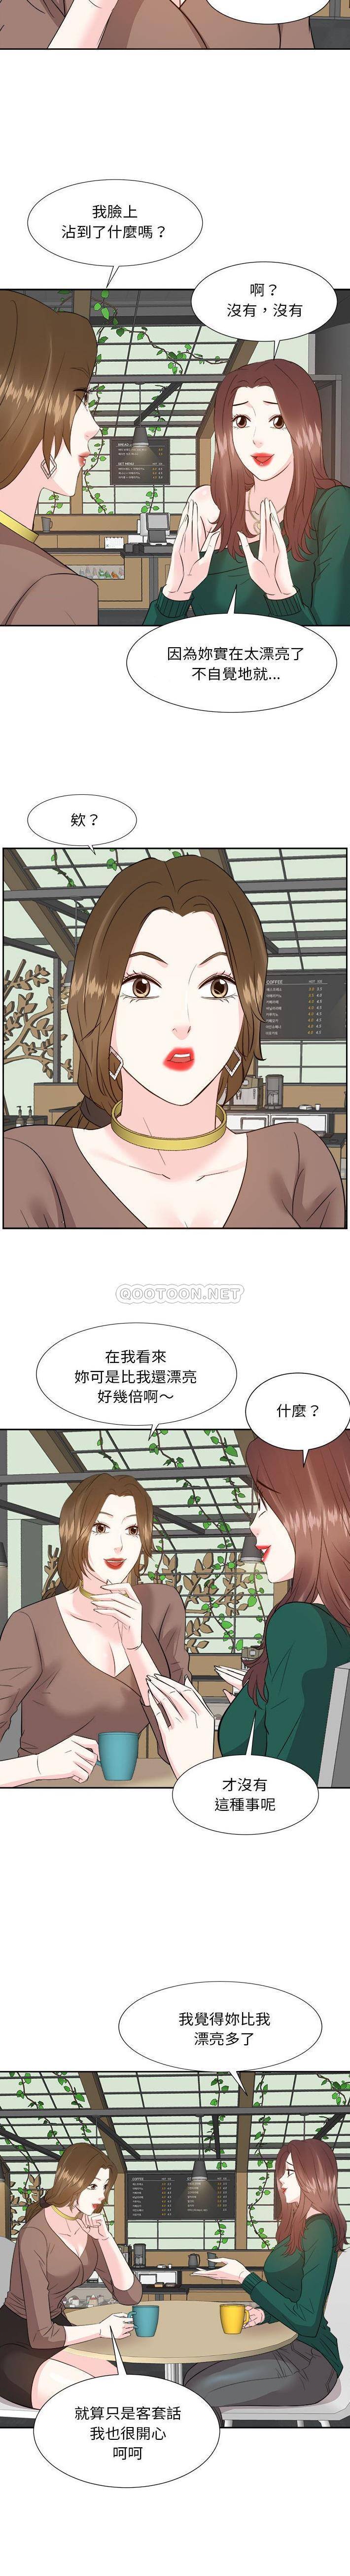 我臉上
沾到了什麼嗎？
啊？
沒有，沒有
因為妳實在太漂亮了
不自覺地就...
欸？
COFFEE
QOOTOON.NET
在我看來
妳可是比我還漂亮
好幾倍啊～
什麼？
才沒有
這種事呢
我覺得妳比我
漂亮多了
COFFEE
就算只是客套話
我也很開心
呵呵